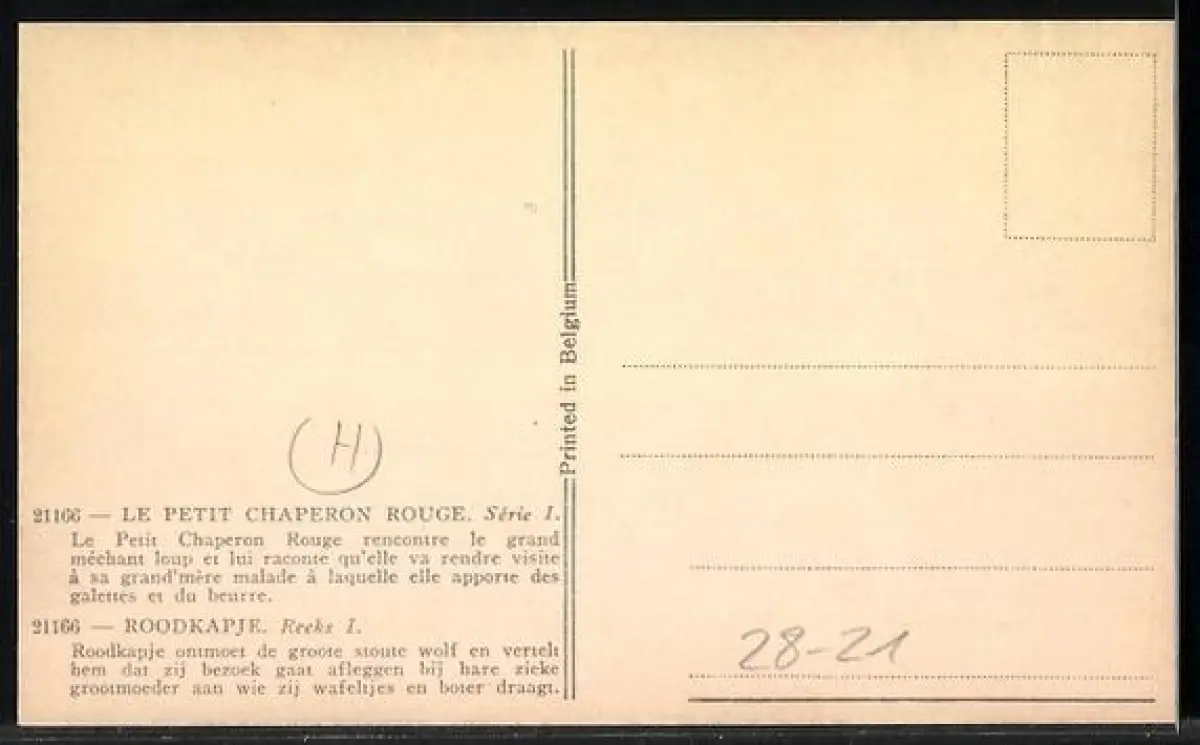 (H)
21166 — LE PETIT CHAPERON ROUGE. Série I.
Le Petit Chaperon Rouge rencontre le grand
méchant loup et lui raconte qu'elle va rendre visite
à sa grand'mère malade à laquelle elle apporte des
galettes et du beurre.
21166 — ROODKAPJE. Reeks I.
Roodkapje ontmoet de groote stoute wolf en vertelt
hem dat zij bezoek gaat afleggen bij hare zieke
grootmoeder aan wie zij wafeltjes en boter draagt.
Printed in Belgium
28-21